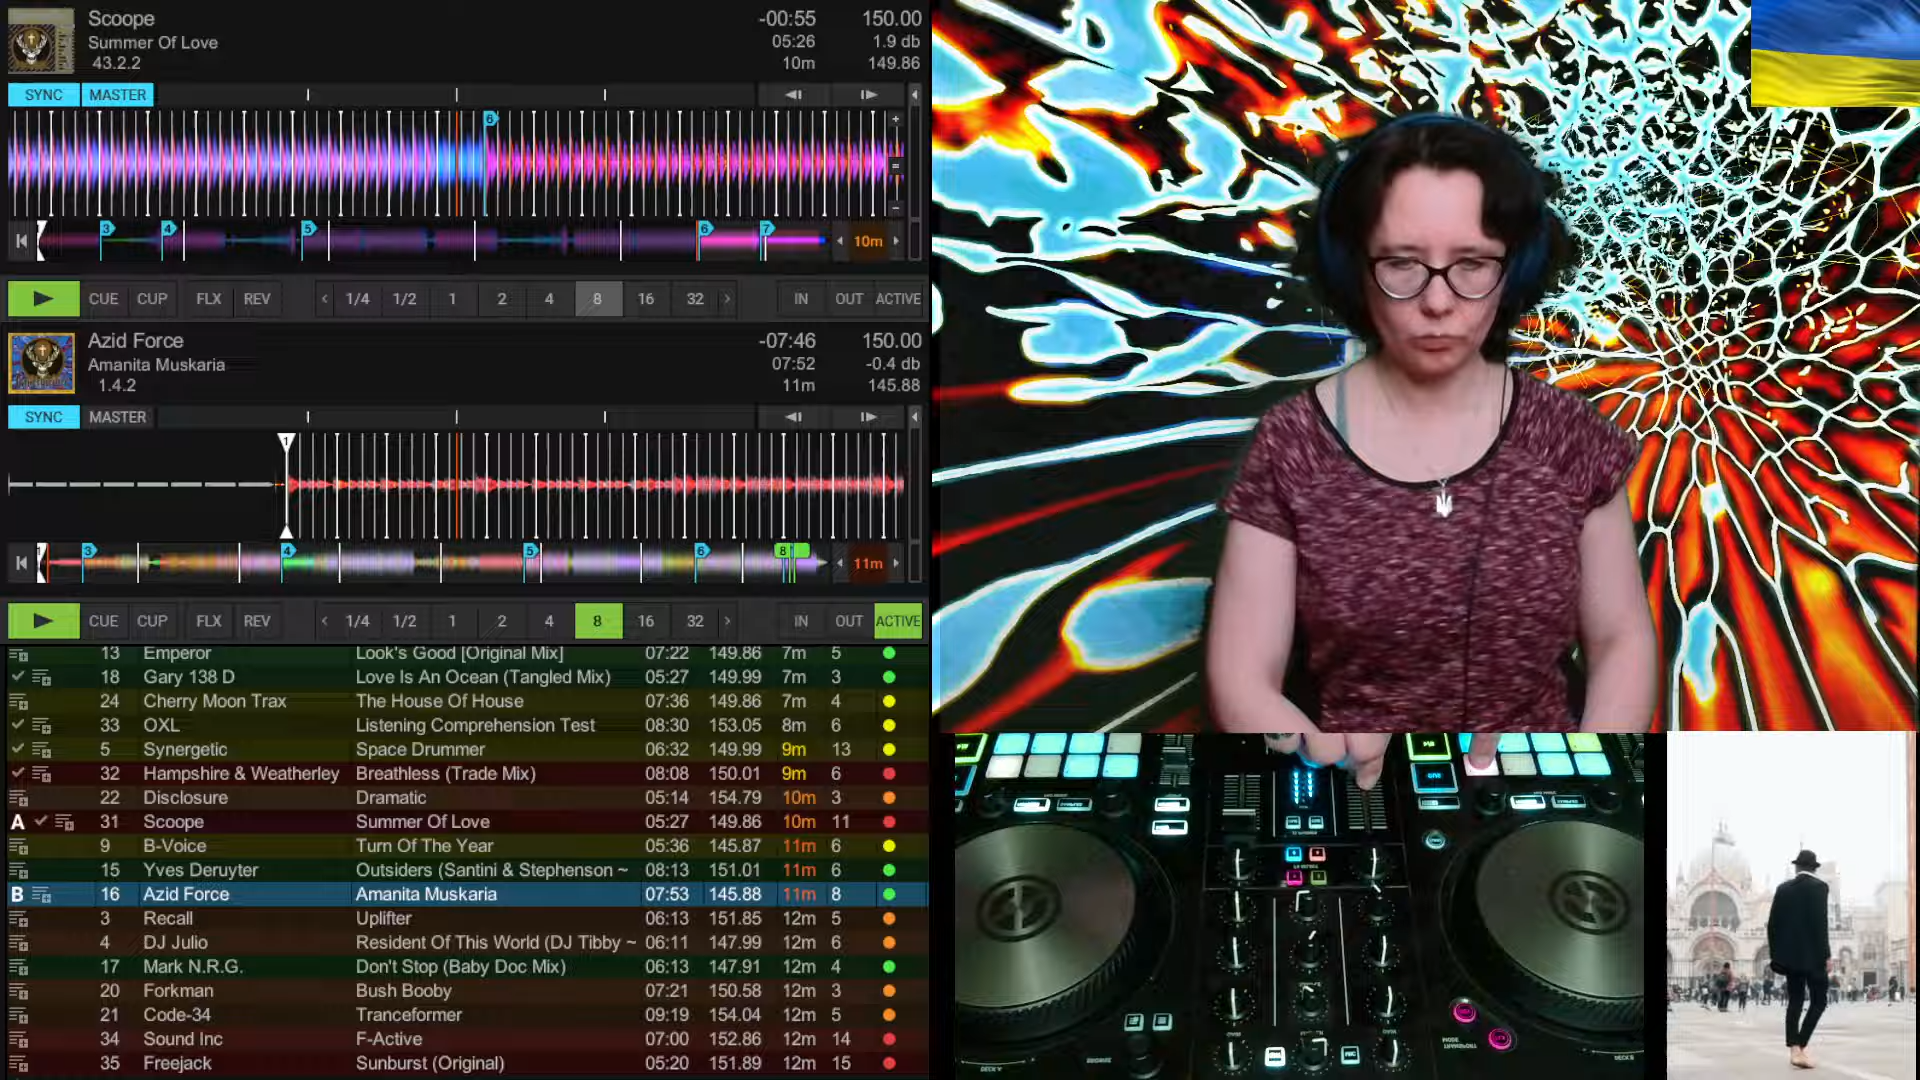 Scoope -00:55 150.00
Summer Of Love 05:26 1.9 db
43.2.2 10m 149.86
SYNC MASTER
6
3 4 5 6 7 10m
CUE CUP FLX REV 1/4 1/2 1 2 4 8 16 32 IN OUT ACTIVE
Azid Force -07:46 150.00
Amanita Muskaria 07:52 -0.4 db
1.4.2 11m 145.88
SYNC MASTER
1
1 3 4 5 6 8 11m
CUE CUP FLX REV 1/4 1/2 1 2 4 8 16 32 IN OUT ACTIVE
13 Emperor Look's Good [Original Mix] 07:22 149.86 7m 5
18 Gary 138 D Love Is An Ocean (Tangled Mix) 05:27 149.99 7m 3
24 Cherry Moon Trax The House Of House 07:36 149.86 7m 4
33 OXL Listening Comprehension Test 08:30 153.05 8m 6
5 Synergetic Space Drummer 06:32 149.99 9m 13
32 Hampshire & Weatherley Breathless (Trade Mix) 08:08 150.01 9m 6
22 Disclosure Dramatic 05:14 154.79 10m 3
A 31 Scoope Summer Of Love 05:27 149.86 10m 11
9 B-Voice Turn Of The Year 05:36 145.87 11m 6
15 Yves Deruyter Outsiders (Santini & Stephenson ~ 08:13 151.01 11m 6
B 16 Azid Force Amanita Muskaria 07:53 145.88 11m 8
3 Recall Uplifter 06:13 151.85 12m 5
4 DJ Julio Resident Of This World (DJ Tibby ~ 06:11 147.99 12m 6
17 Mark N.R.G. Don't Stop (Baby Doc Mix) 06:13 147.91 12m 4
20 Forkman Bush Booby 07:21 150.58 12m 3
21 Code-34 Tranceformer 09:19 154.04 12m 5
34 Sound Inc F-Active 07:00 152.86 12m 14
35 Freejack Sunburst (Original) 05:20 151.89 12m 15